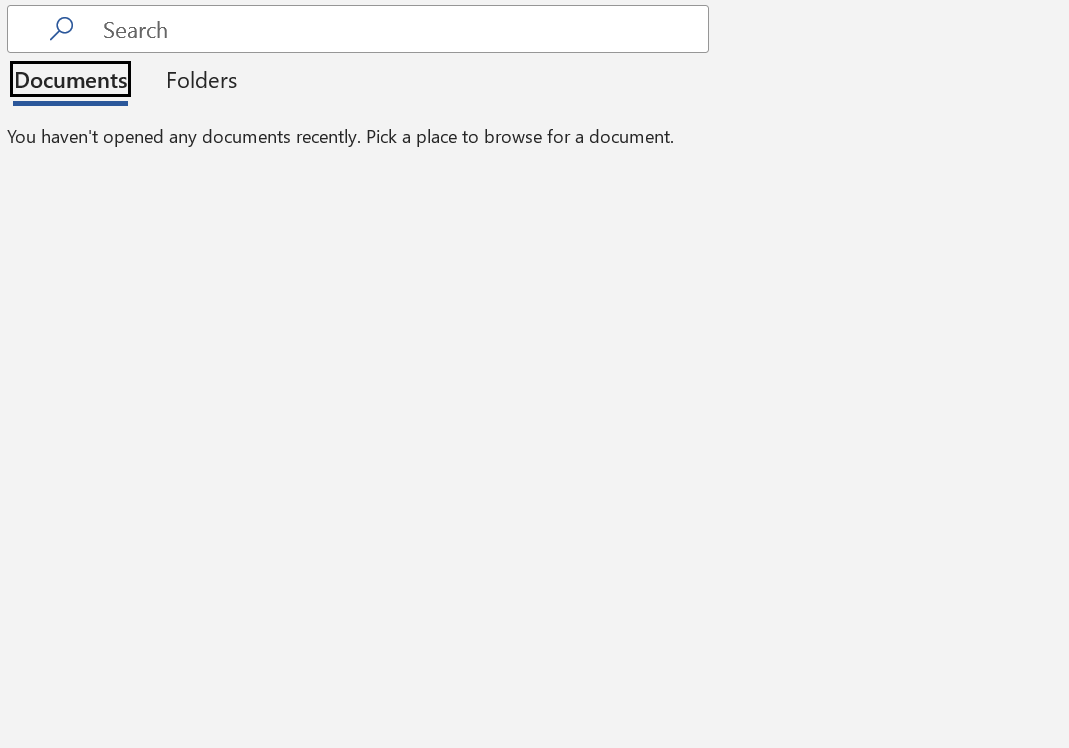 Search
Documents Folders
You haven't opened any documents recently. Pick a place to browse for a document.